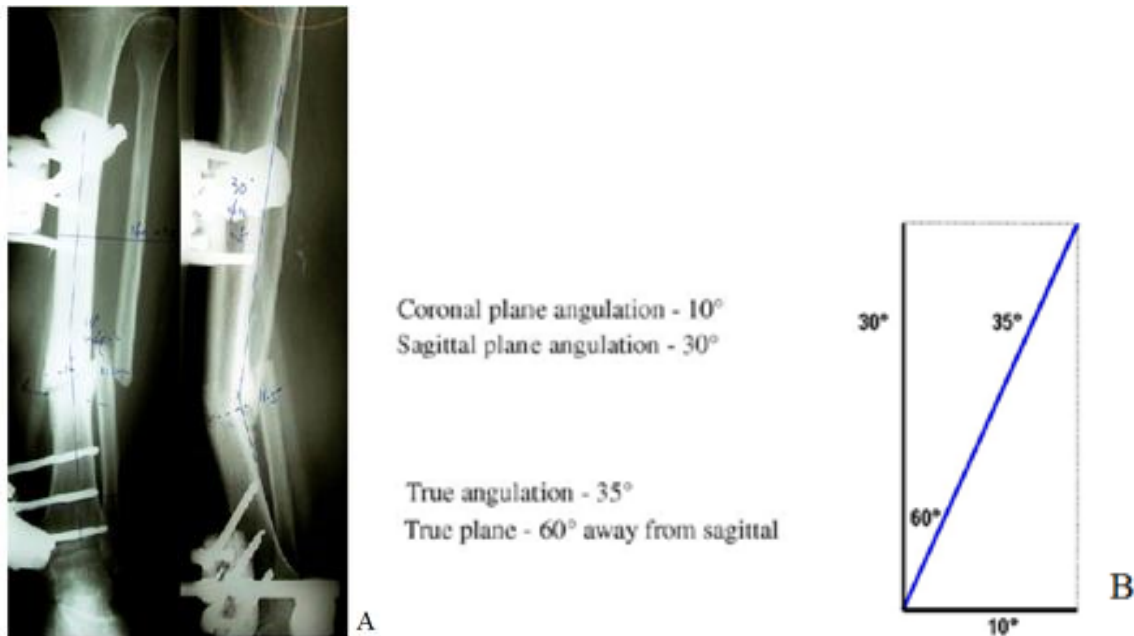 30°
A
Coronal plane angulation - 10°
Sagittal plane angulation - 30°
True angulation - 35°
True plane - 60° away from sagittal
30°
35°
60°
10°
B